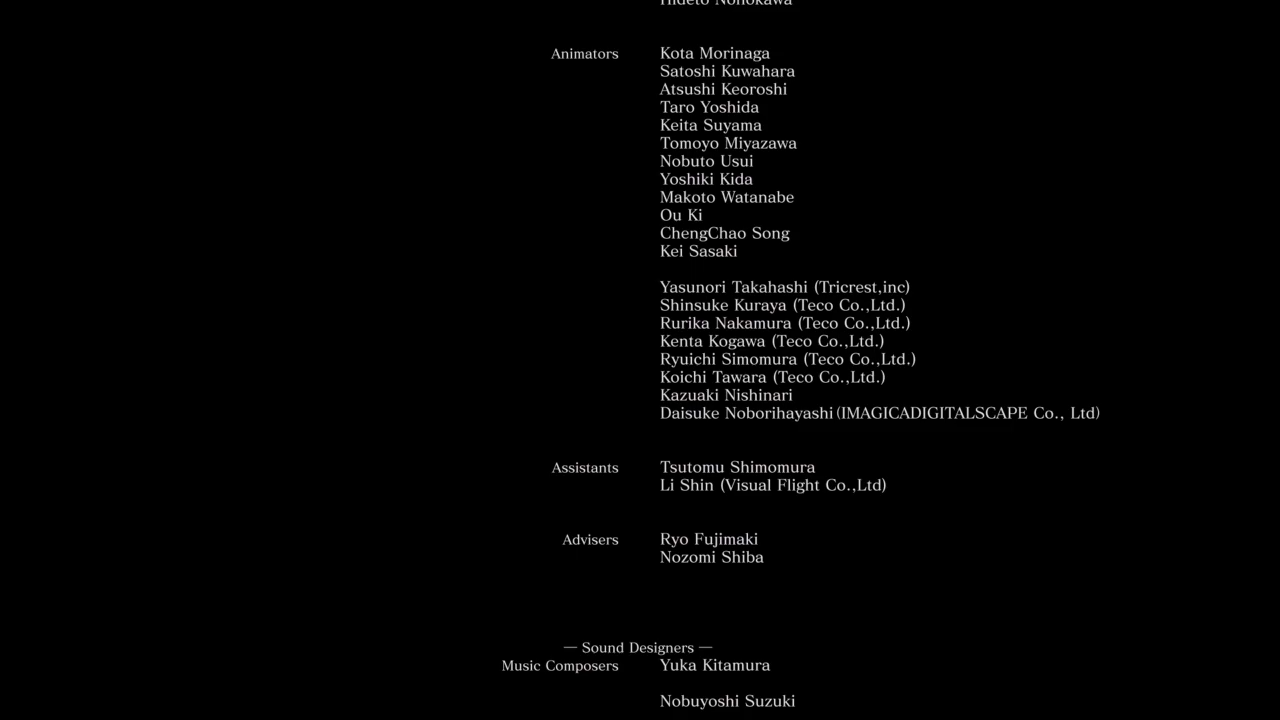 Hideto Nonokawa
Animators Kota Morinaga
Satoshi Kuwahara
Atsushi Keoroshi
Taro Yoshida
Keita Suyama
Tomoyo Miyazawa
Nobuto Usui
Yoshiki Kida
Makoto Watanabe
Ou Ki
ChengChao Song
Kei Sasaki
Yasunori Takahashi (Tricrest,inc)
Shinsuke Kuraya (Teco Co.,Ltd.)
Rurika Nakamura (Teco Co.,Ltd.)
Kenta Kogawa (Teco Co.,Ltd.)
Ryuichi Simomura (Teco Co.,Ltd.)
Koichi Tawara (Teco Co.,Ltd.)
Kazuaki Nishinari
Daisuke Noborihayashi(IMAGICADIGITALSCAPE Co., Ltd)
Assistants Tsutomu Shimomura
Li Shin (Visual Flight Co.,Ltd)
Advisers Ryo Fujimaki
Nozomi Shiba
— Sound Designers —
Music Composers Yuka Kitamura
Nobuyoshi Suzuki